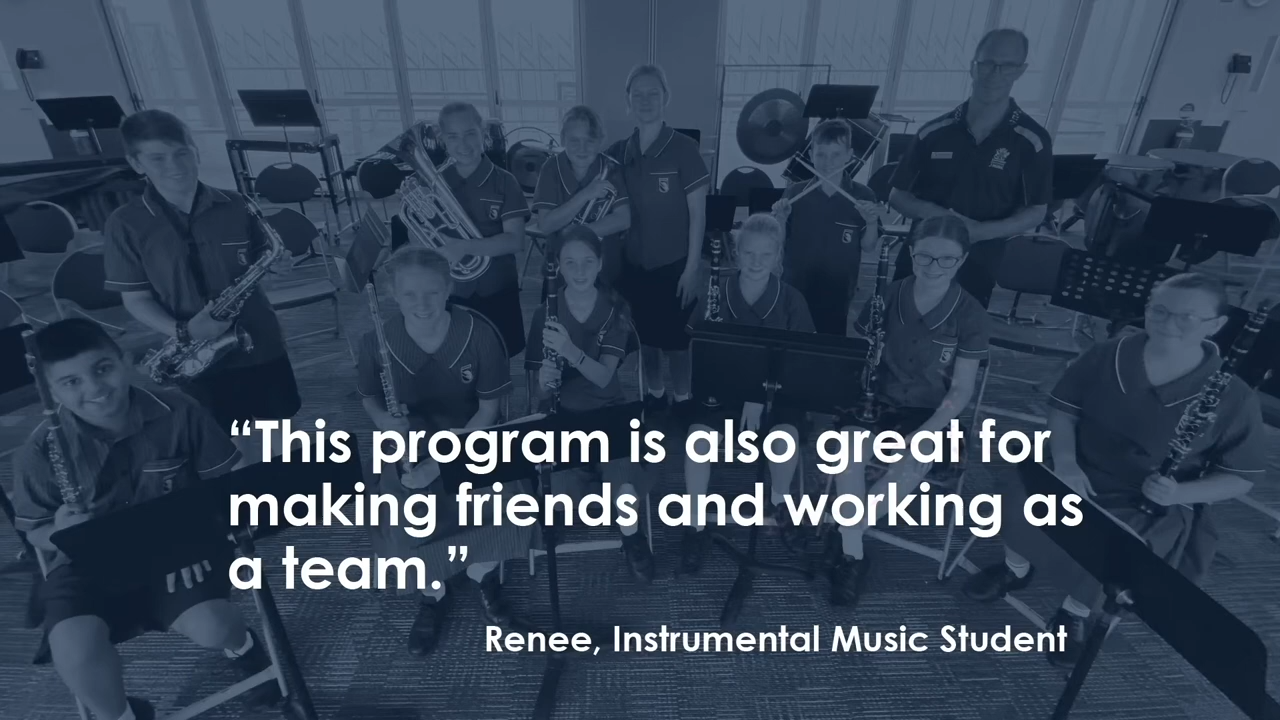 “This program is also great for
making friends and working as
a team.”
Renee, Instrumental Music Student